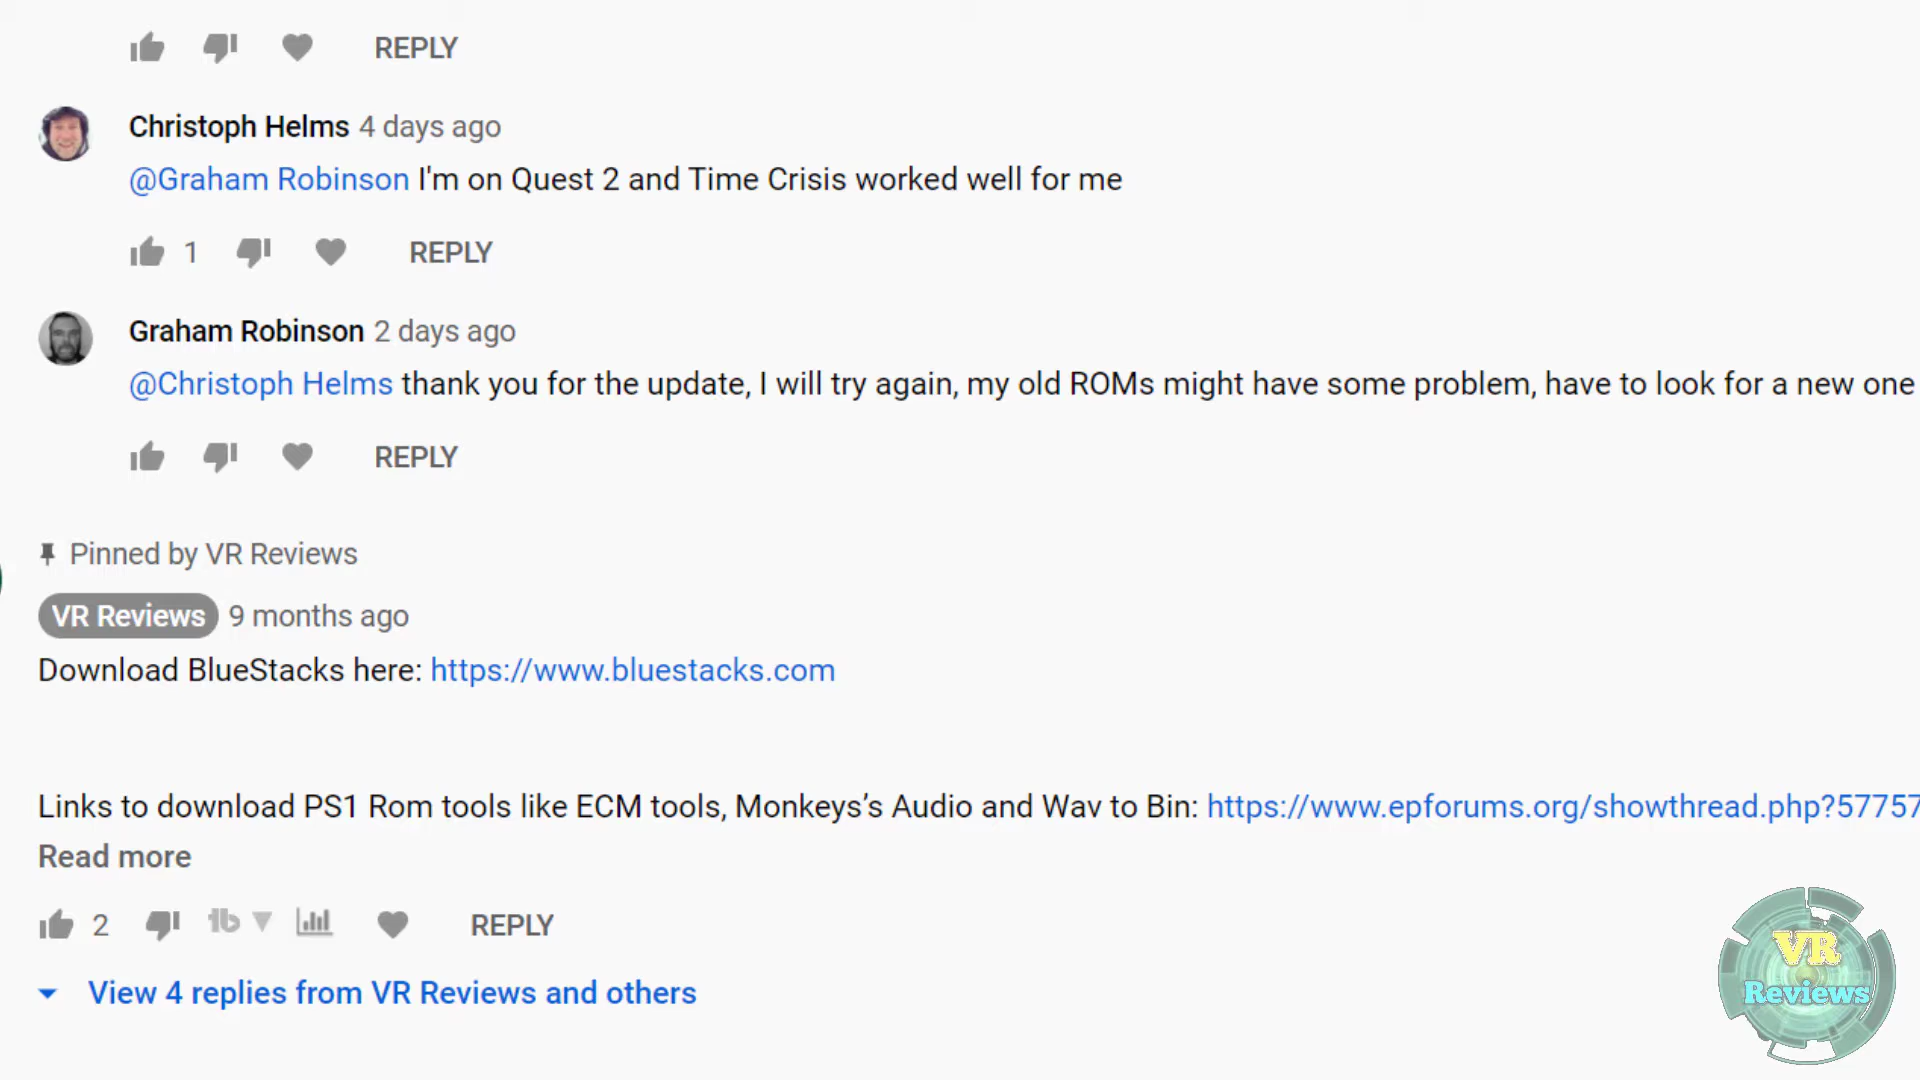 REPLY
Christoph Helms 4 days ago
@Graham Robinson I'm on Quest 2 and Time Crisis worked well for me
1 REPLY
Graham Robinson 2 days ago
@Christoph Helms thank you for the update, I will try again, my old ROMs might have some problem, have to look for a new one
REPLY
Pinned by VR Reviews
VR Reviews 9 months ago
Download BlueStacks here: https://www.bluestacks.com
Links to download PS1 Rom tools like ECM tools, Monkeys’s Audio and Wav to Bin: https://www.epforums.org/showthread.php?57757
Read more
2 tb REPLY
View 4 replies from VR Reviews and others
VR
Reviews